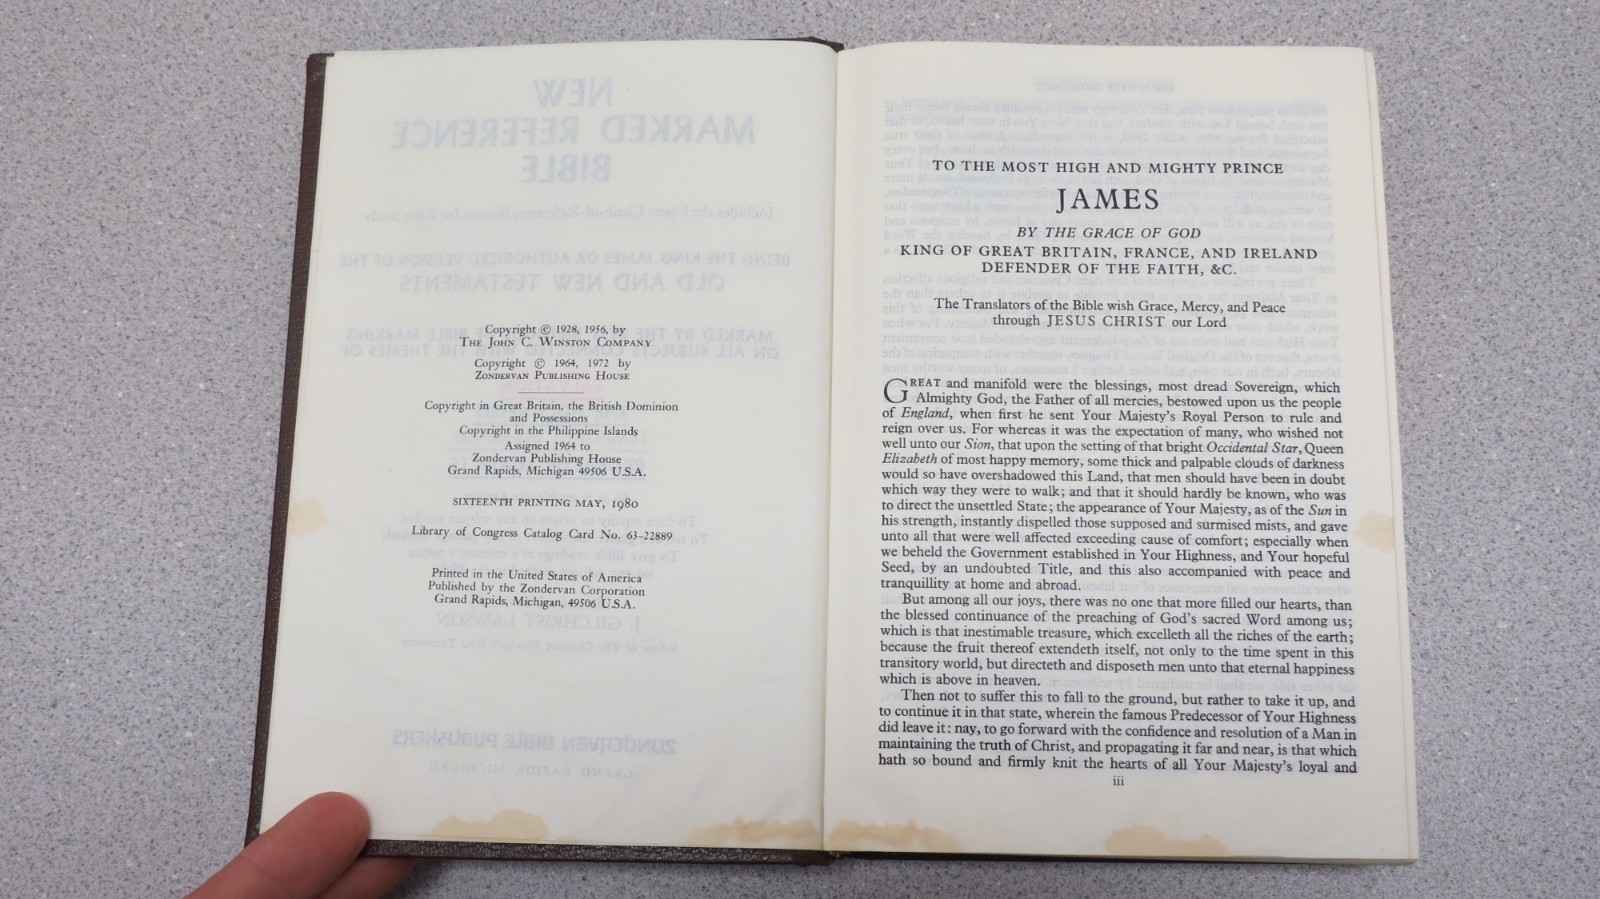 Copyright © 1928, 1956, by
THE JOHN C. WINSTON COMPANY
Copyright © 1964, 1972 by
ZONDERVAN PUBLISHING HOUSE
Copyright in Great Britain, the British Dominion
and Possessions
Copyright in the Philippine Islands
Assigned 1964 to
Zondervan Publishing House
Grand Rapids, Michigan 49506 U.S.A.
SIXTEENTH PRINTING MAY, 1980
Library of Congress Catalog Card No. 63-22889
Printed in the United States of America
Published by the Zondervan Corporation
Grand Rapids, Michigan, 49506 U.S.A.
TO THE MOST HIGH AND MIGHTY PRINCE
JAMES
BY THE GRACE OF GOD
KING OF GREAT BRITAIN, FRANCE, AND IRELAND
DEFENDER OF THE FAITH, &C.
The Translators of the Bible wish Grace, Mercy, and Peace
through JESUS CHRIST our Lord
GREAT and manifold were the blessings, most dread Sovereign, which
Almighty God, the Father of all mercies, bestowed upon us the people
of England, when first he sent Your Majesty's Royal Person to rule and
reign over us. For whereas it was the expectation of many, who wished not
well unto our Sion, that upon the setting of that bright Occidental Star, Queen
Elizabeth of most happy memory, some thick and palpable clouds of darkness
would so have overshadowed this Land, that men should have been in doubt
which way they were to walk; and that it should hardly be known, who was
to direct the unsettled State; the appearance of Your Majesty, as of the Sun in
his strength, instantly dispelled those supposed and surmised mists, and gave
unto all that were well affected exceeding cause of comfort; especially when
we beheld the Government established in Your Highness, and Your hopeful
Seed, by an undoubted Title, and this also accompanied with peace and
tranquillity at home and abroad.
But among all our joys, there was no one that more filled our hearts, than
the blessed continuance of the preaching of God's sacred Word among us;
which is that inestimable treasure, which excelleth all the riches of the earth;
because the fruit thereof extendeth itself, not only to the time spent in this
transitory world, but directeth and disposeth men unto that eternal happiness
which is above in heaven.
Then not to suffer this to fall to the ground, but rather to take it up, and
to continue it in that state, wherein the famous Predecessor of Your Highness
did leave it: nay, to go forward with the confidence and resolution of a Man in
maintaining the truth of Christ, and propagating it far and near, is that which
hath so bound and firmly knit the hearts of all Your Majesty's loyal and
iii